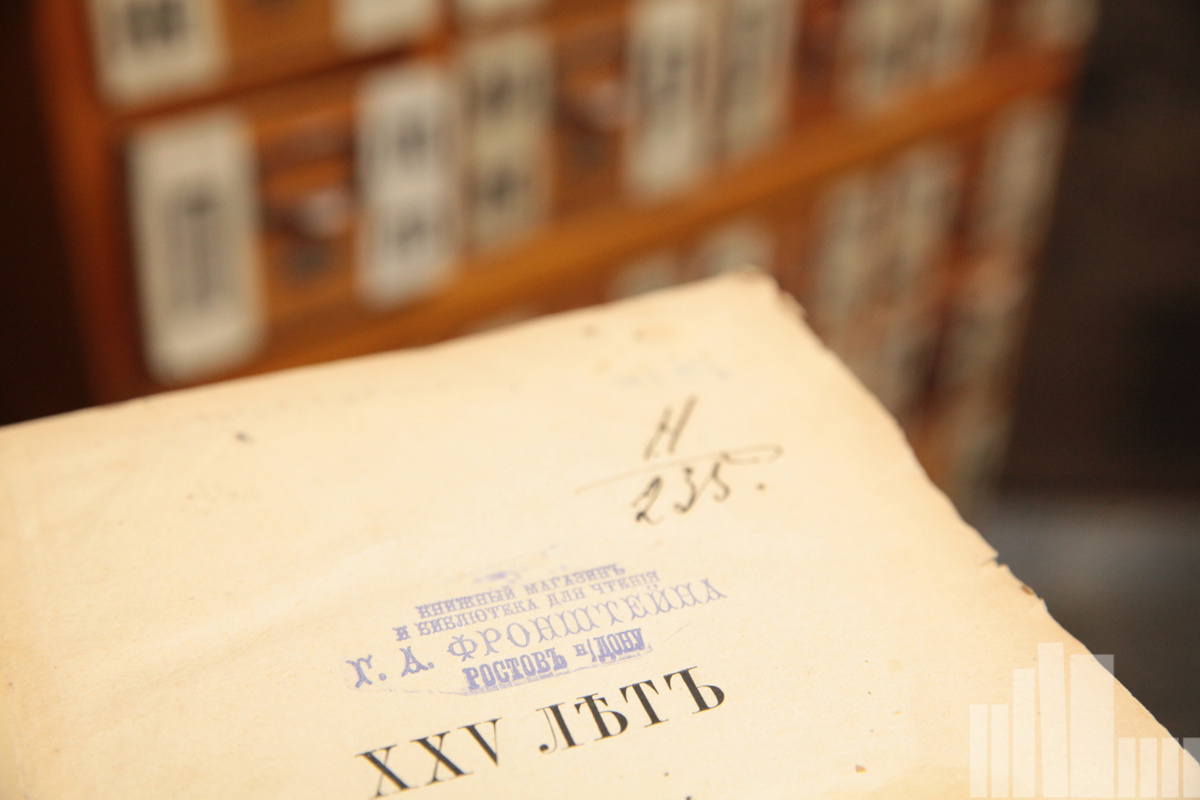 Н
235.
КНИЖНЫЙ МАГАЗИНЪ
И БИБЛІОТЕКА ДЛЯ ЧТЕНІЯ
Г. А. ФРОНШТЕЙНА
РОСТОВЪ н/ДОНУ
XXV ЛѢТЪ